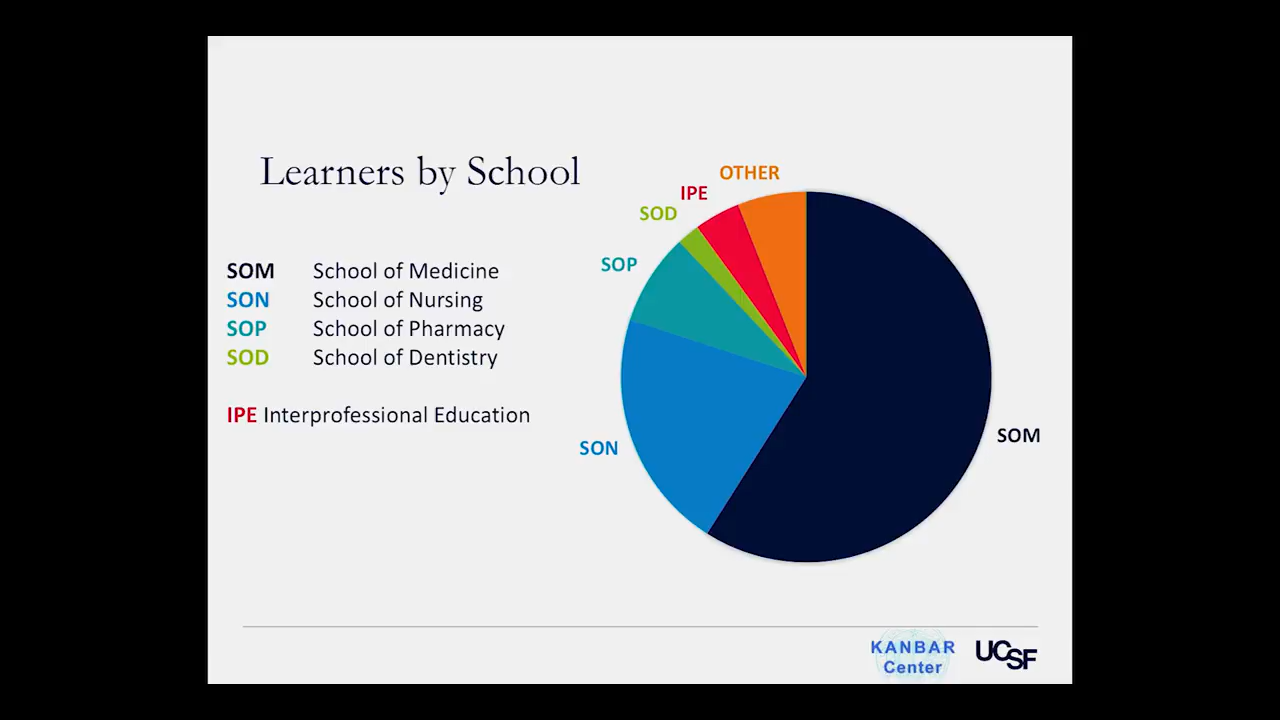 Learners by School
SOM School of Medicine
SON School of Nursing
SOP School of Pharmacy
SOD School of Dentistry
IPE Interprofessional Education
OTHER
IPE
SOD
SOP
SON
SOM
KANBAR
Center
UCSF